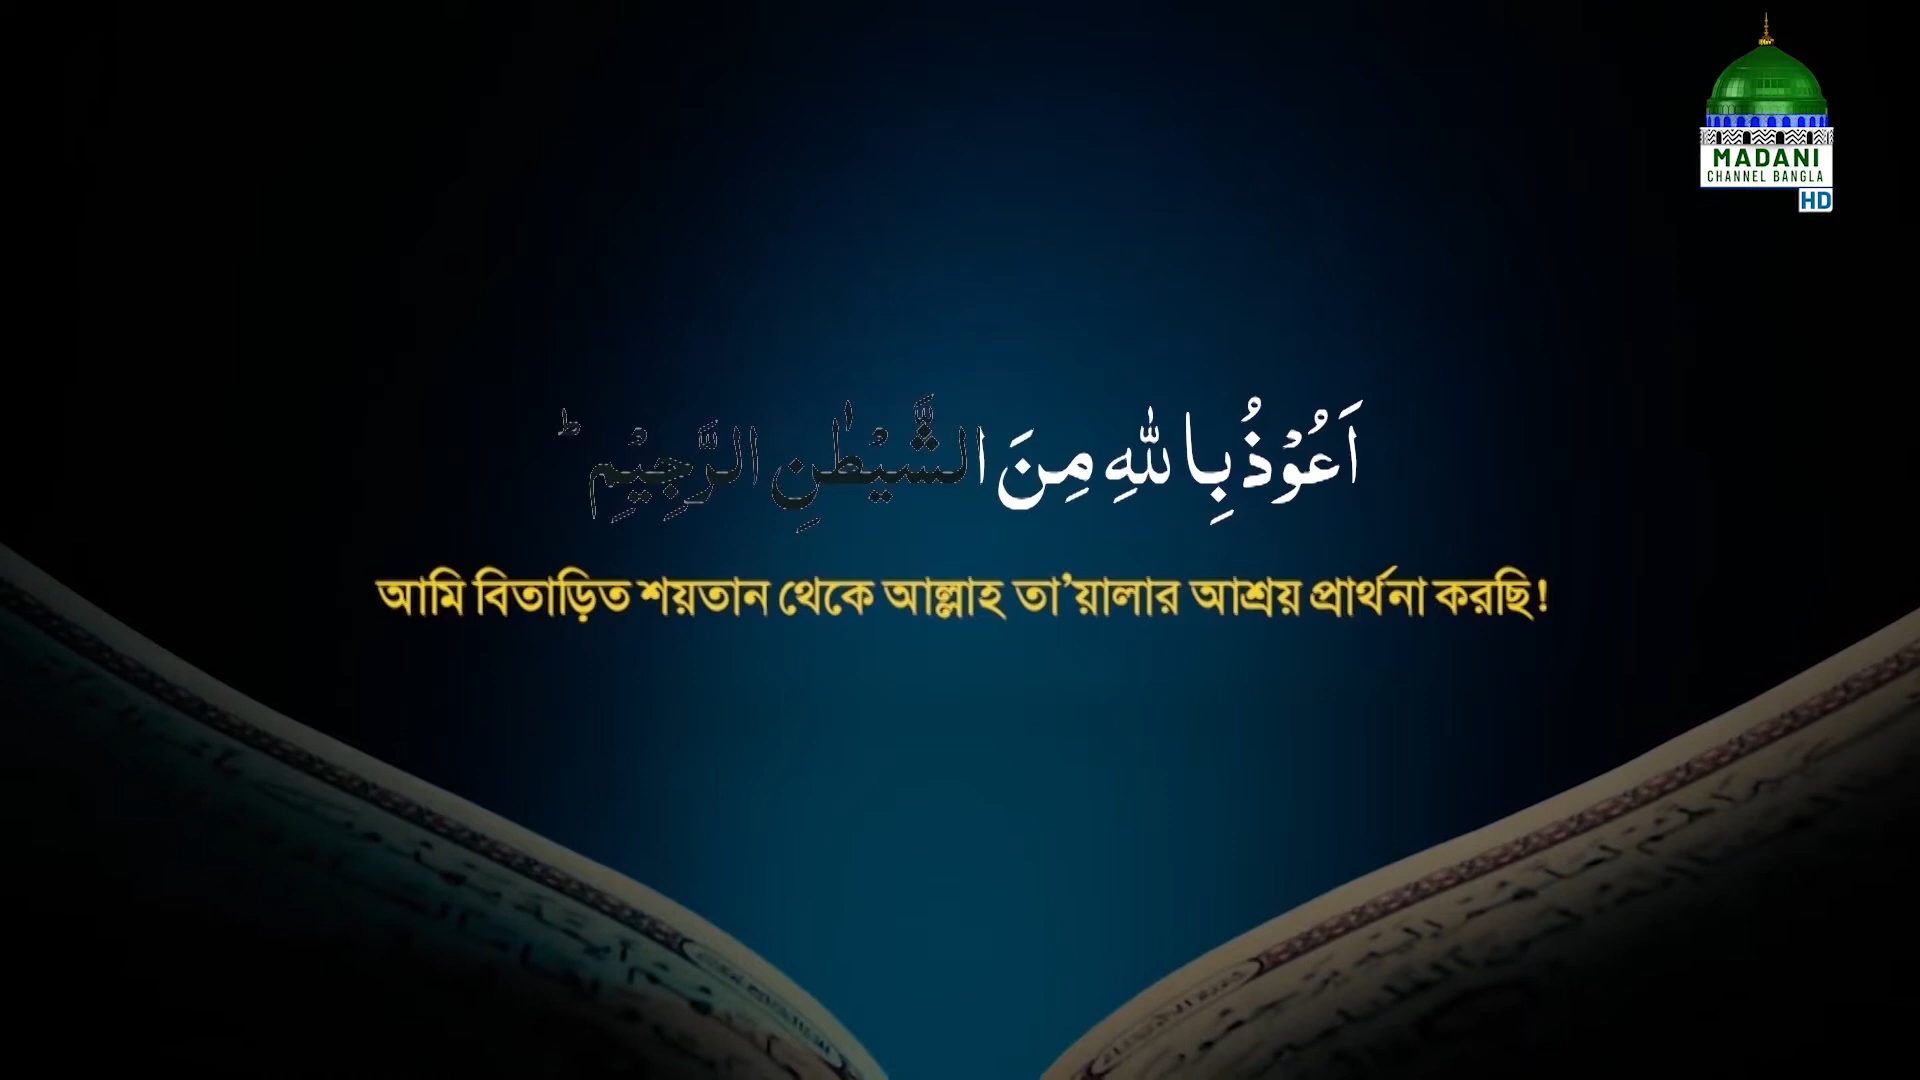 MADANI
CHANNEL BANGLA
HD
اَعُوْذُ بِاللّٰهِ مِنَ الشَّيْطٰنِ الرَّجِيْمِ ؕ
আমি বিতাড়িত শয়তান থেকে আল্লাহ তা’য়ালার আশ্রয় প্রার্থনা করছি!